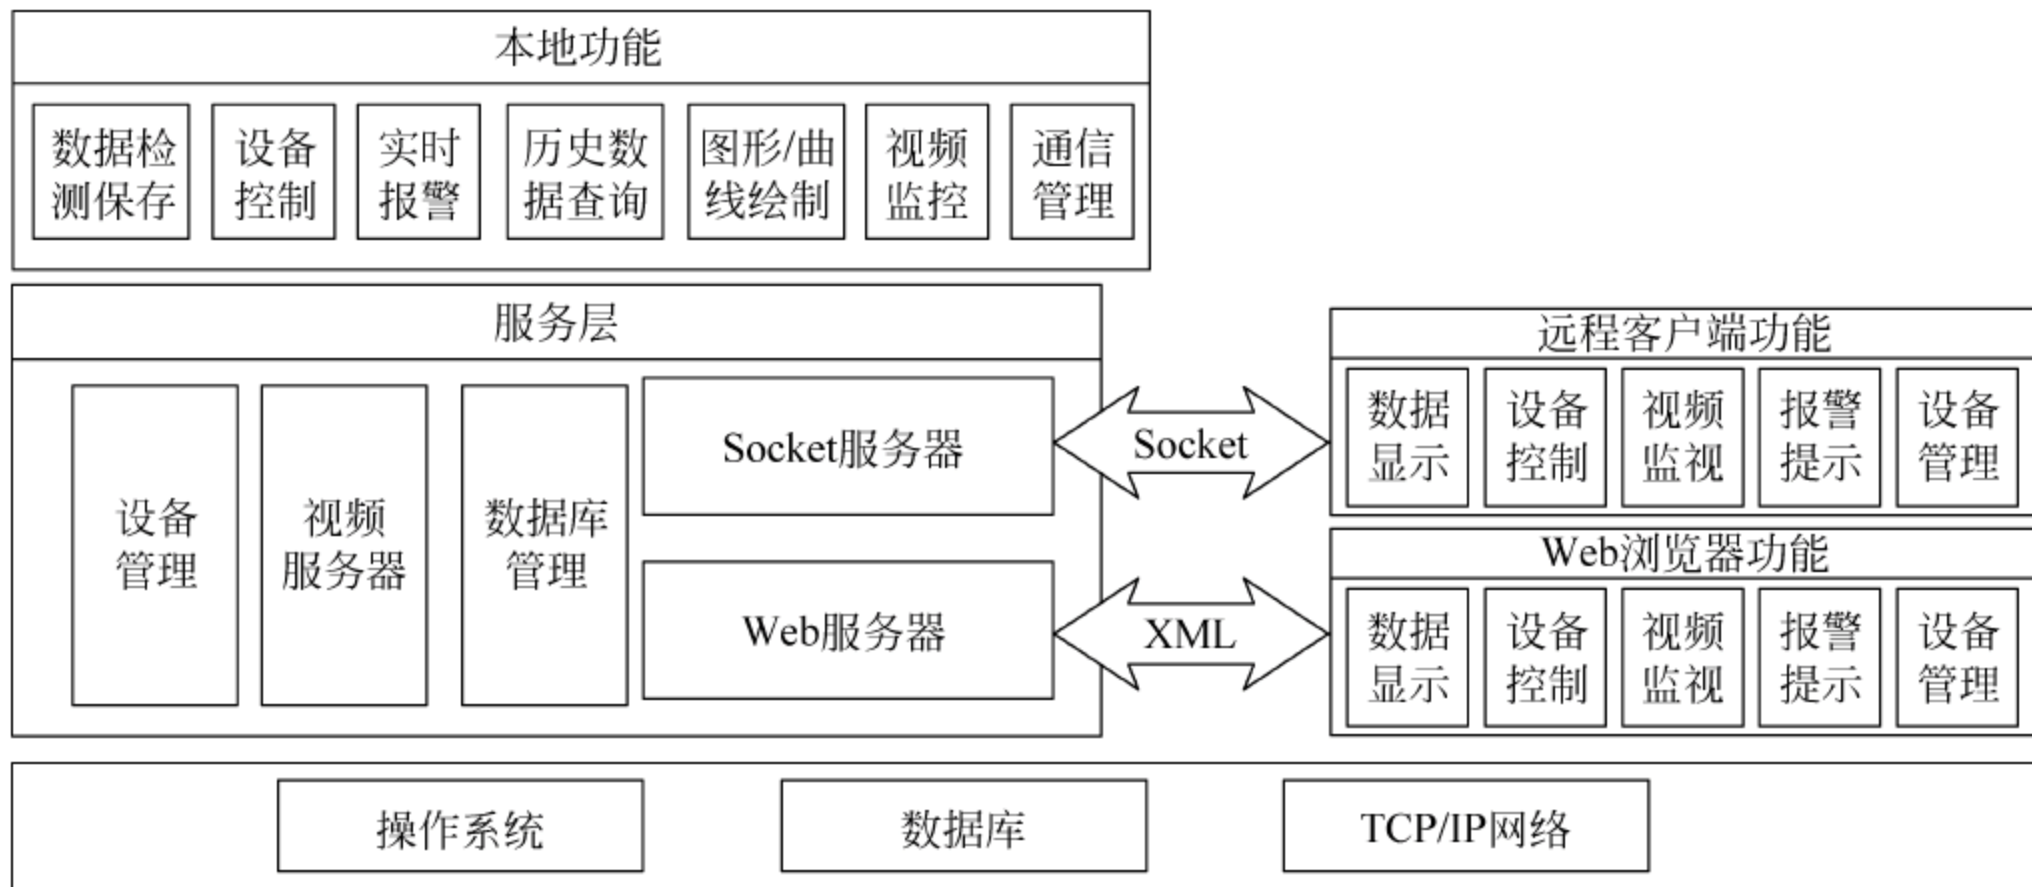 本地功能
数据检
测保存
设备
控制
实时
报警
历史数
据查询
图形/曲
线绘制
视频
监控
通信
管理
服务层
设备
管理
视频
服务器
数据库
管理
Socket服务器
Web服务器
Socket
XML
远程客户端功能
数据
显示
设备
控制
视频
监视
报警
提示
设备
管理
Web浏览器功能
数据
显示
设备
控制
视频
监视
报警
提示
设备
管理
操作系统
数据库
TCP/IP网络